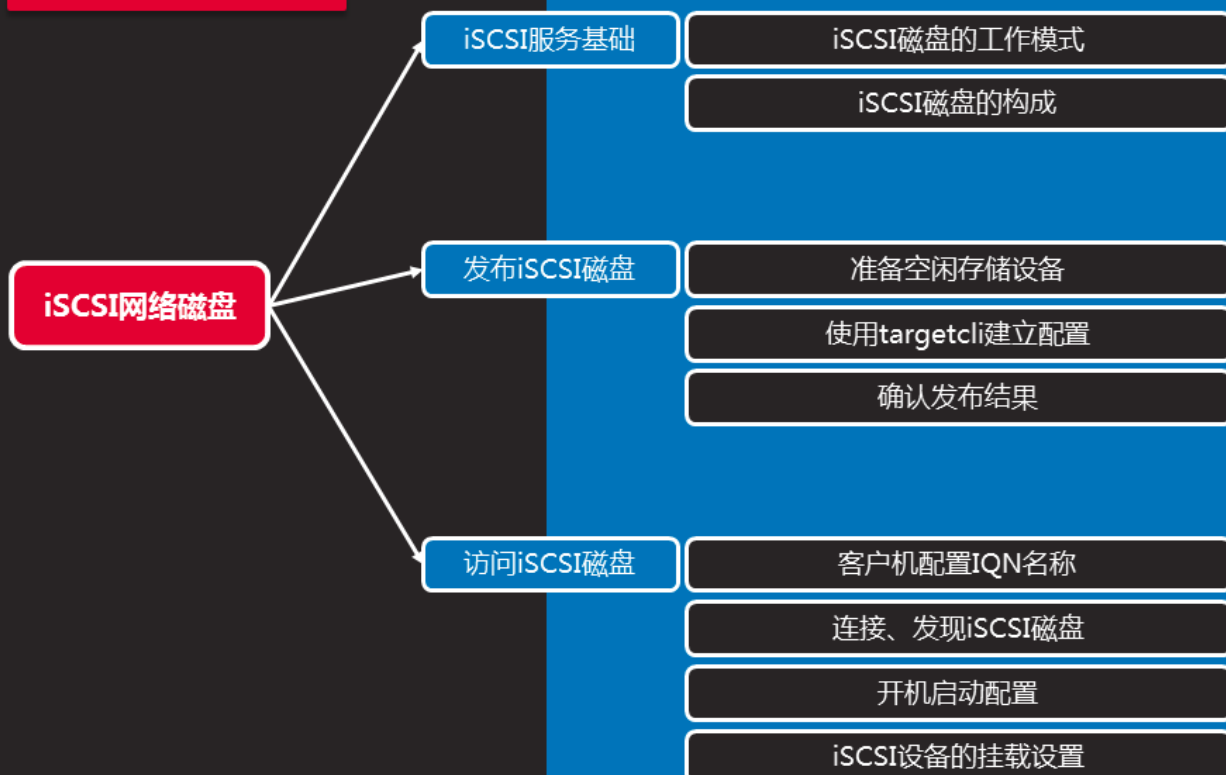 iSCSI网络磁盘
iSCSI服务基础
iSCSI磁盘的工作模式
iSCSI磁盘的构成
发布iSCSI磁盘
准备空闲存储设备
使用targetcli建立配置
确认发布结果
访问iSCSI磁盘
客户机配置IQN名称
连接、发现iSCSI磁盘
开机启动配置
iSCSI设备的挂载设置